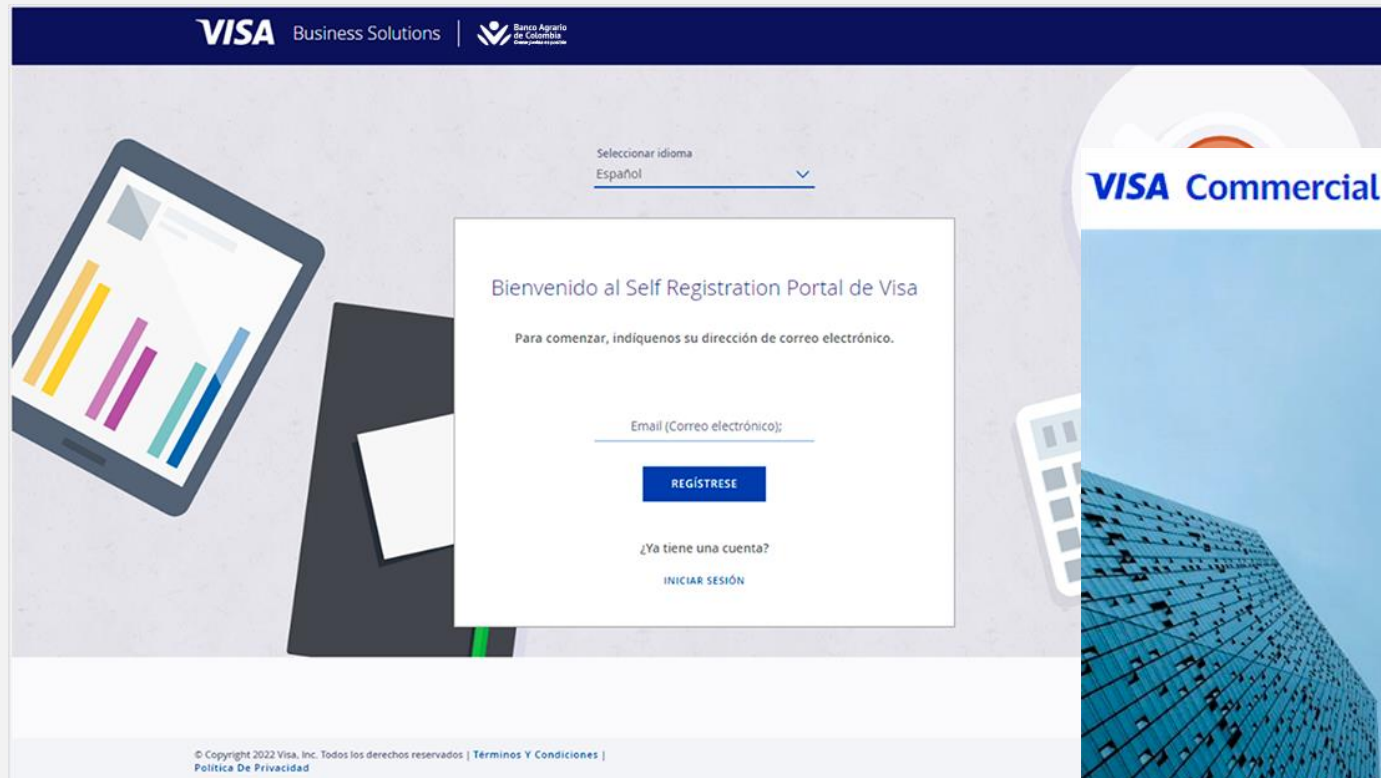 VISA Business Solutions
Banco Agrario
de Colombia
Seleccionar idioma
Español
VISA Commercial
Bienvenido al Self Registration Portal de Visa
Para comenzar, indíquenos su dirección de correo electrónico.
Email (Correo electrónico);
REGÍSTRESE
¿Ya tiene una cuenta?
INICIAR SESIÓN
© Copyright 2022 Visa, Inc. Todos los derechos reservados | Términos Y Condiciones |
Política De Privacidad